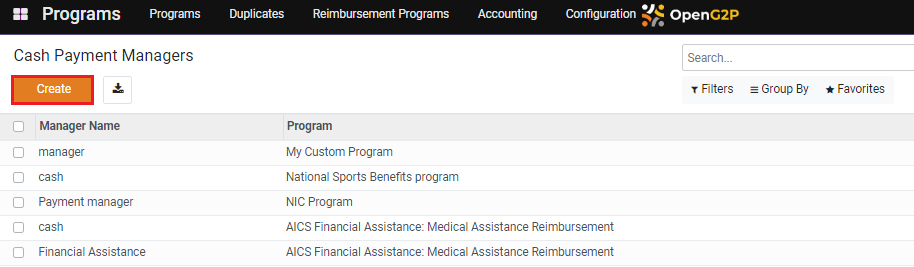 Programs Programs Duplicates Reimbursement Programs Accounting Configuration OpenG2P
Cash Payment Managers
Search...
Create Filters Group By Favorites
Manager Name Program
manager My Custom Program
cash National Sports Benefits program
Payment manager NIC Program
cash AICS Financial Assistance: Medical Assistance Reimbursement
Financial Assistance AICS Financial Assistance: Medical Assistance Reimbursement